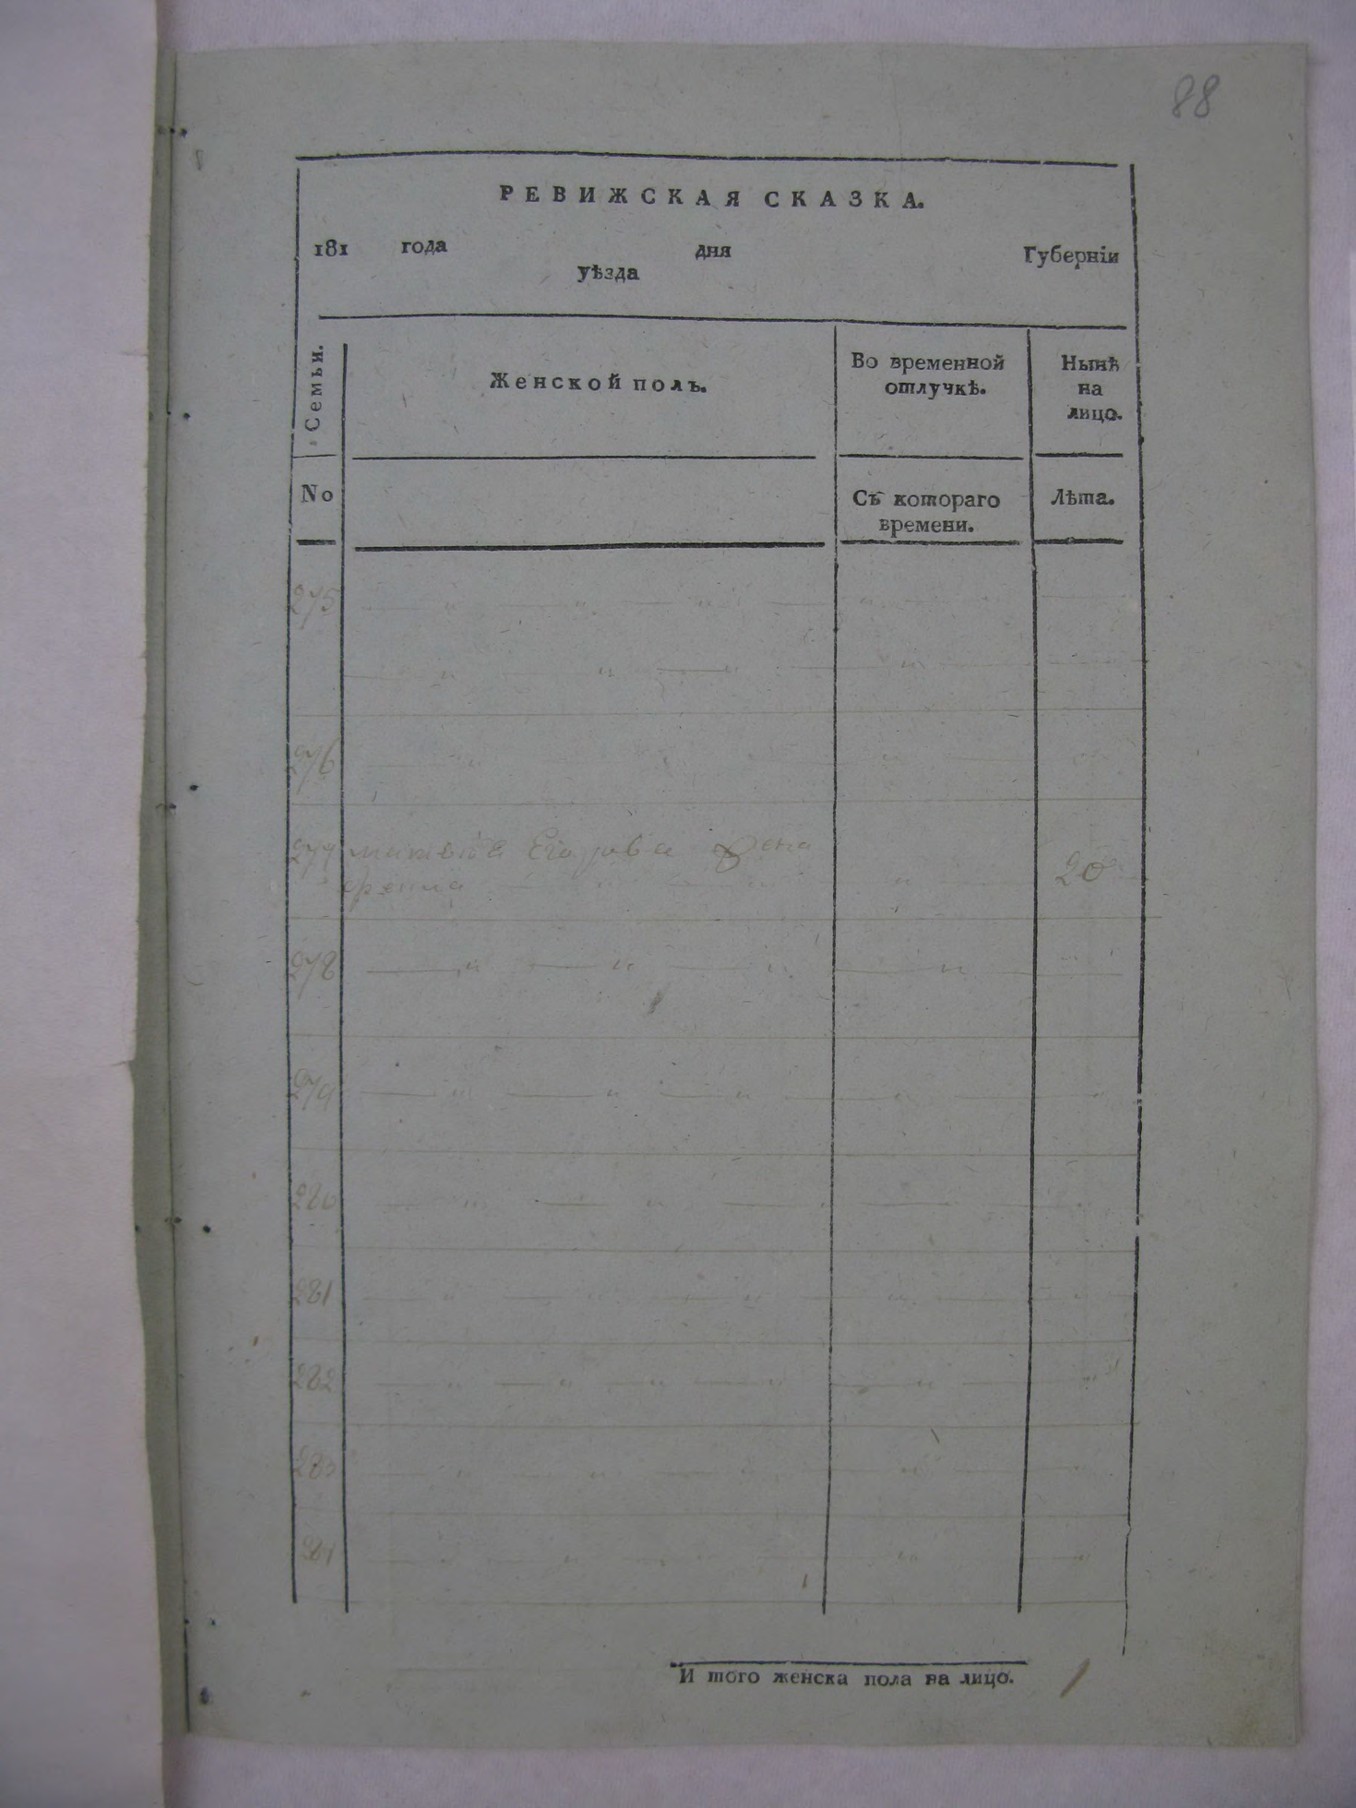 88
РЕВИЖСКАЯ СКАЗКА.
181 года дня Губерніи
уѣзда
Семьи.
Женской полъ.
Во временной
отлучкѣ.
Нынѣ
на
лицо.
No
Съ котораго
времени.
Лѣта.
275
276
277 Егорова жена
20
278
279
280
281
282
283
284
И того женска пола на лицо. 1